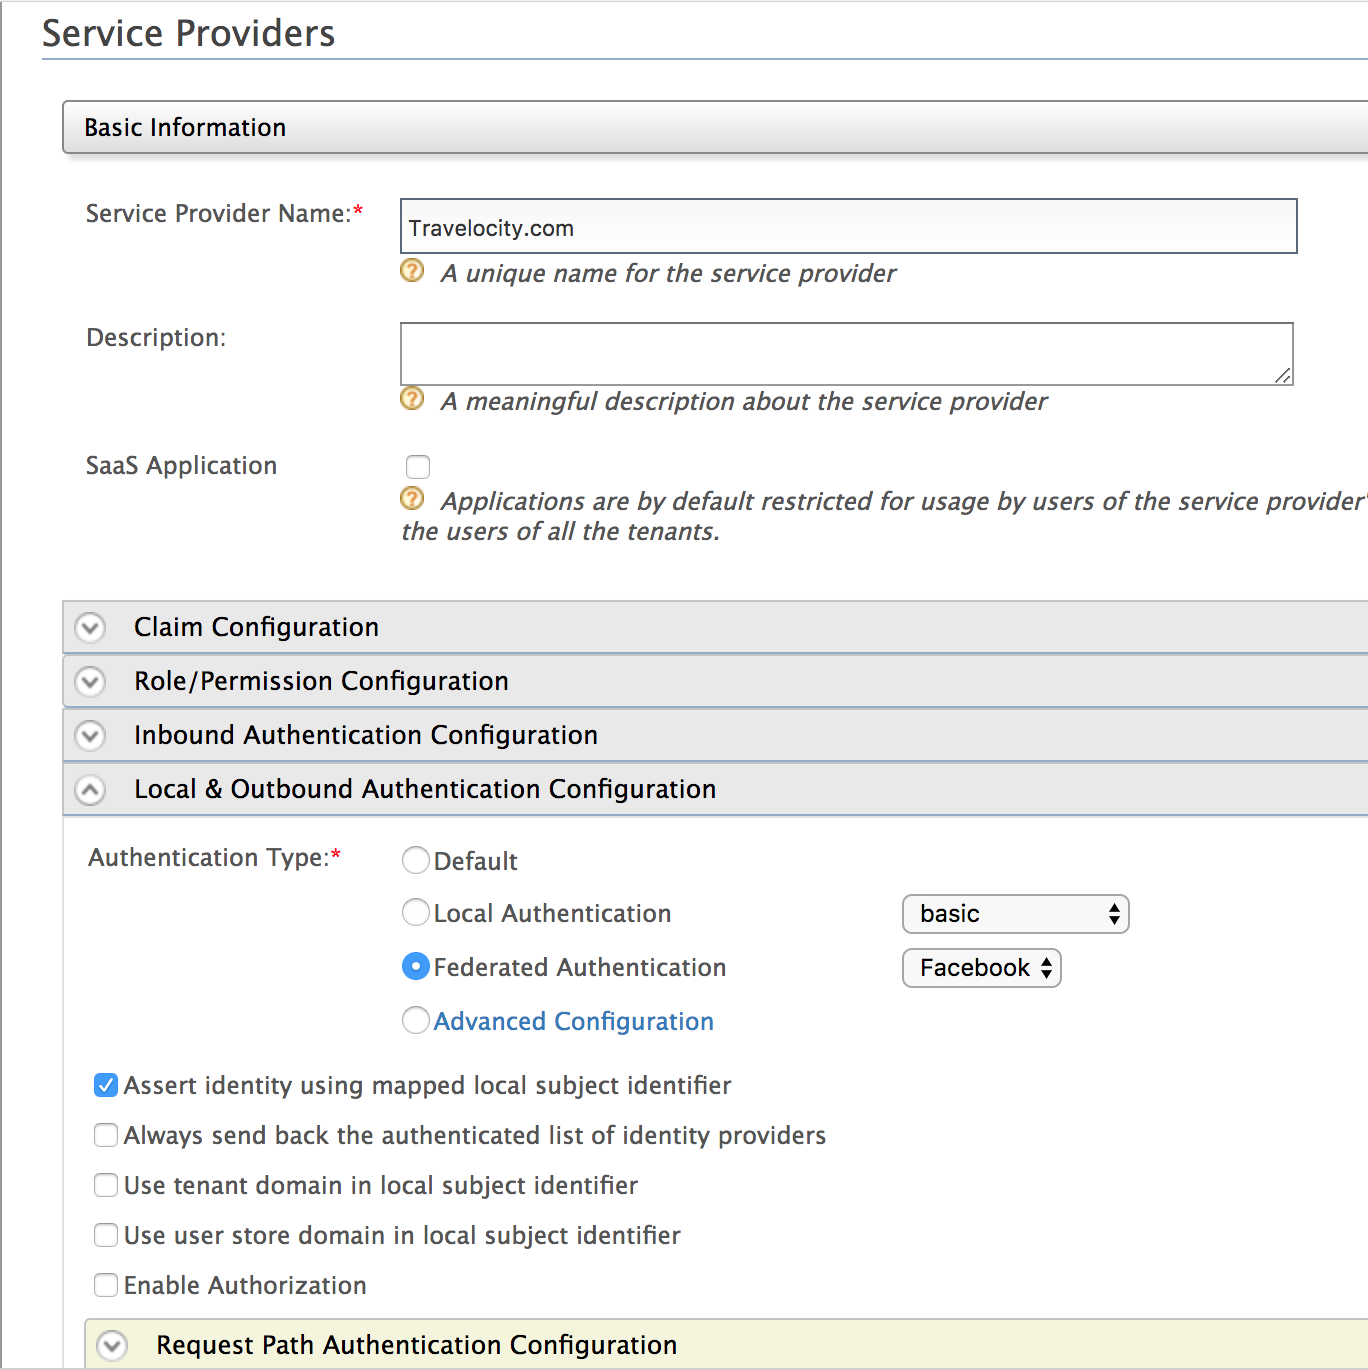 Service Providers
Basic Information
Service Provider Name:*
Travelocity.com
A unique name for the service provider
Description:
A meaningful description about the service provider
SaaS Application
Applications are by default restricted for usage by users of the service provider'
the users of all the tenants.
Claim Configuration
Role/Permission Configuration
Inbound Authentication Configuration
Local & Outbound Authentication Configuration
Authentication Type:*
Default
Local Authentication
basic
Federated Authentication
Facebook
Advanced Configuration
Assert identity using mapped local subject identifier
Always send back the authenticated list of identity providers
Use tenant domain in local subject identifier
Use user store domain in local subject identifier
Enable Authorization
Request Path Authentication Configuration